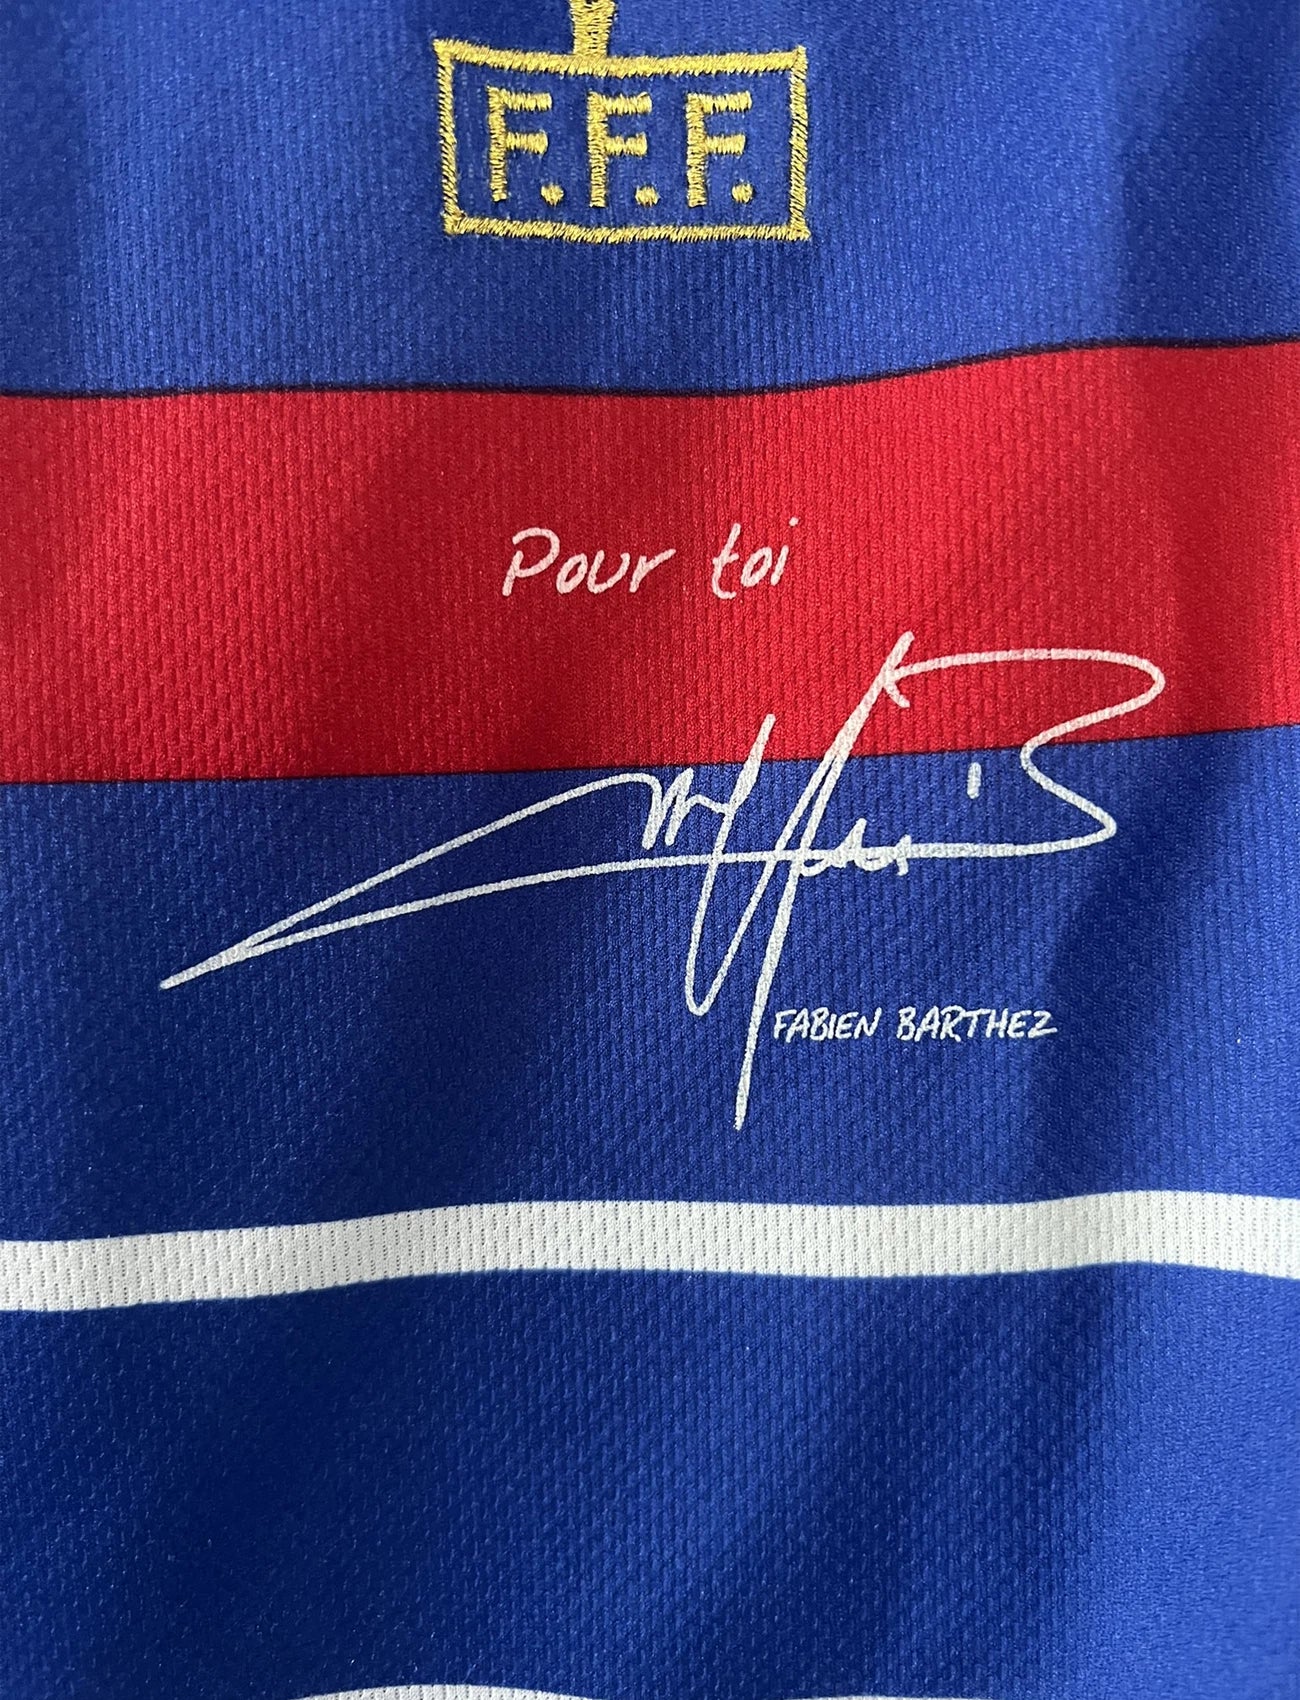 F.F.F.
Pour toi
FABIEN BARTHEZ